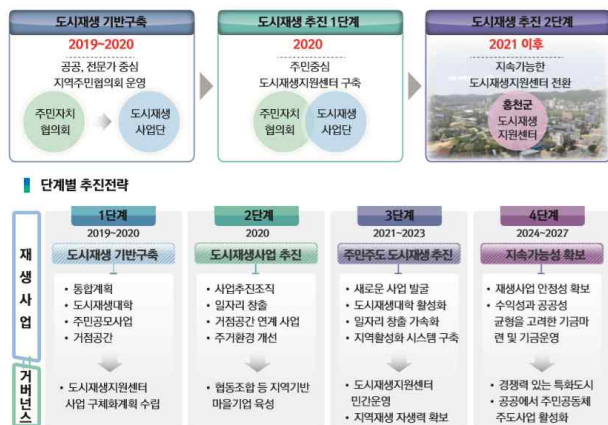 도시재생 기반구축
2019~2020
공공, 전문가 중심
지역주민협의회 운영
주민자치
협의회
도시재생
사업단
도시재생 추진 1단계
2020
주민중심
도시재생지원센터 구축
주민자치
협의회
도시재생
사업단
도시재생 추진 2단계
2021 이후
지속가능한
도시재생지원센터 전환
홍천군
도시재생
지원센터
단계별 추진전략
재생사업
거버넌스
1단계
2019~2020
도시재생 기반구축
• 통합계획
• 도시재생대학
• 주민공모사업
• 거점공간
• 도시재생지원센터
사업 구체화계획 수립
2단계
2020
도시재생사업 추진
• 사업추진조직
• 일자리 창출
• 거점공간 연계 사업
• 주거환경 개선
• 협동조합 등 지역기반
마을기업 육성
3단계
2021~2023
주민주도 도시재생 추진
• 새로운 사업 발굴
• 도시재생대학 활성화
• 일자리 창출 가속화
• 지역활성화 시스템 구축
• 도시재생지원센터
민간운영
• 지역재생 자생력 확보
4단계
2024~2027
지속가능성 확보
• 재생사업 안정성 확보
• 수익성과 공공성
균형을 고려한 기금마
련 및 기금운영
• 경쟁력 있는 특화도시
• 공공에서 주민공동체
주도사업 활성화